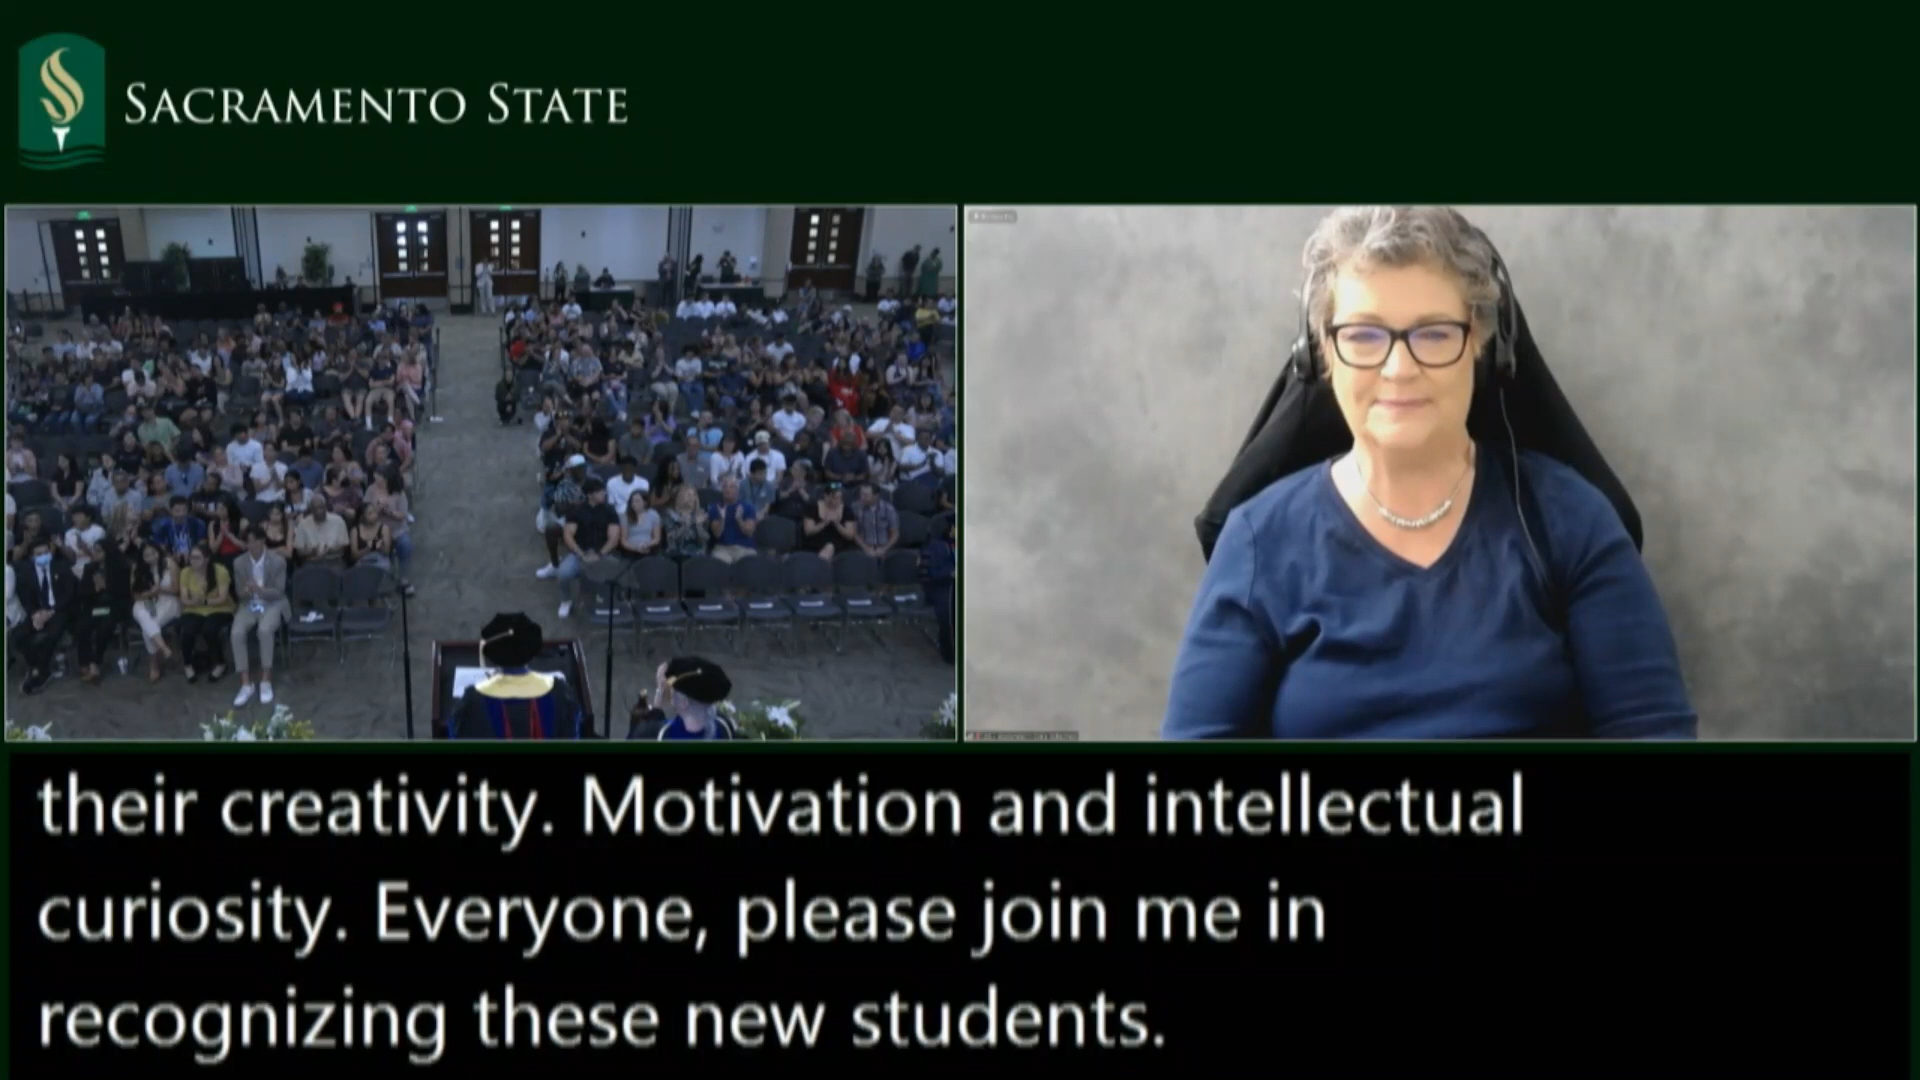 SACRAMENTO STATE
their creativity. Motivation and intellectual
curiosity. Everyone, please join me in
recognizing these new students.